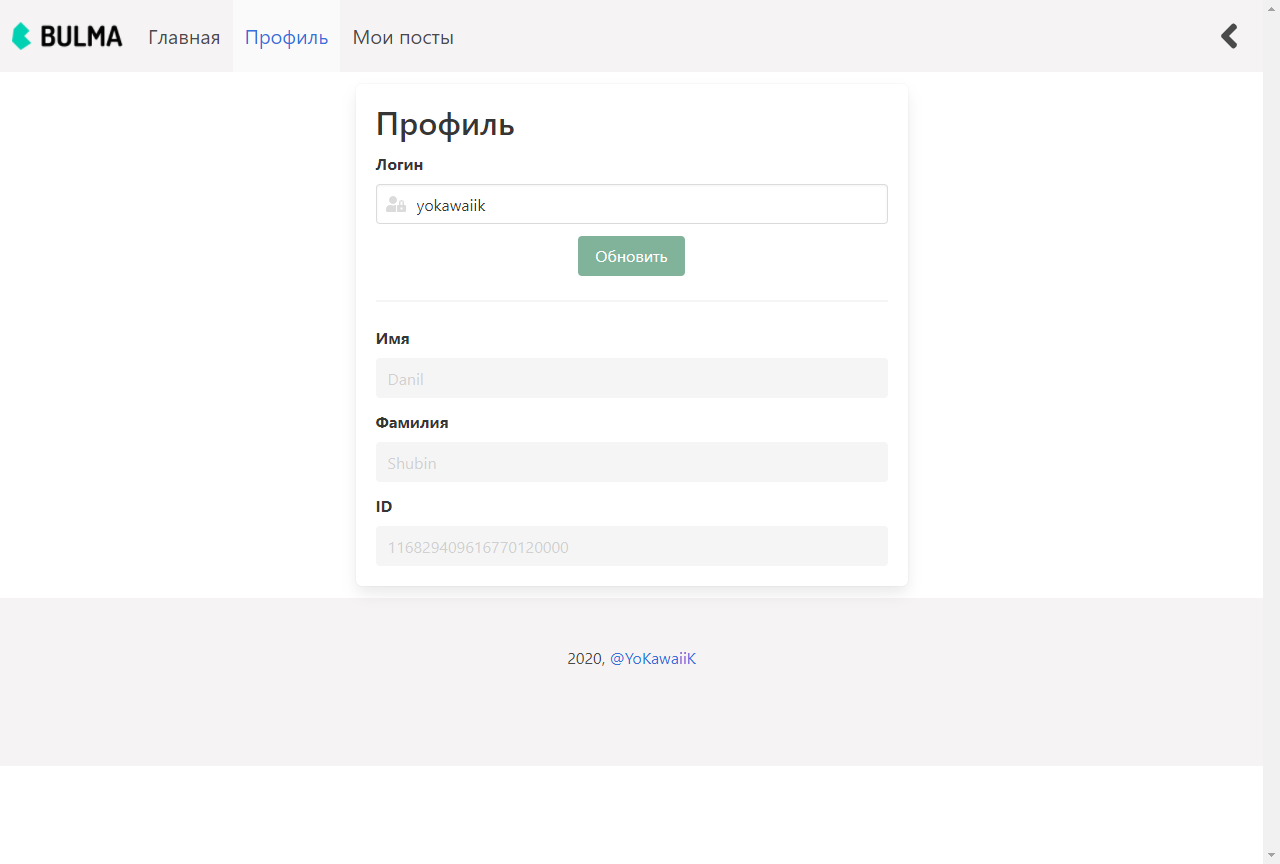 BULMA Главная Профиль Мои посты
Профиль
Логин
yokawaiik
Обновить
Имя
Danil
Фамилия
Shubin
ID
116829409616770120000
2020, @YoKawaiiK